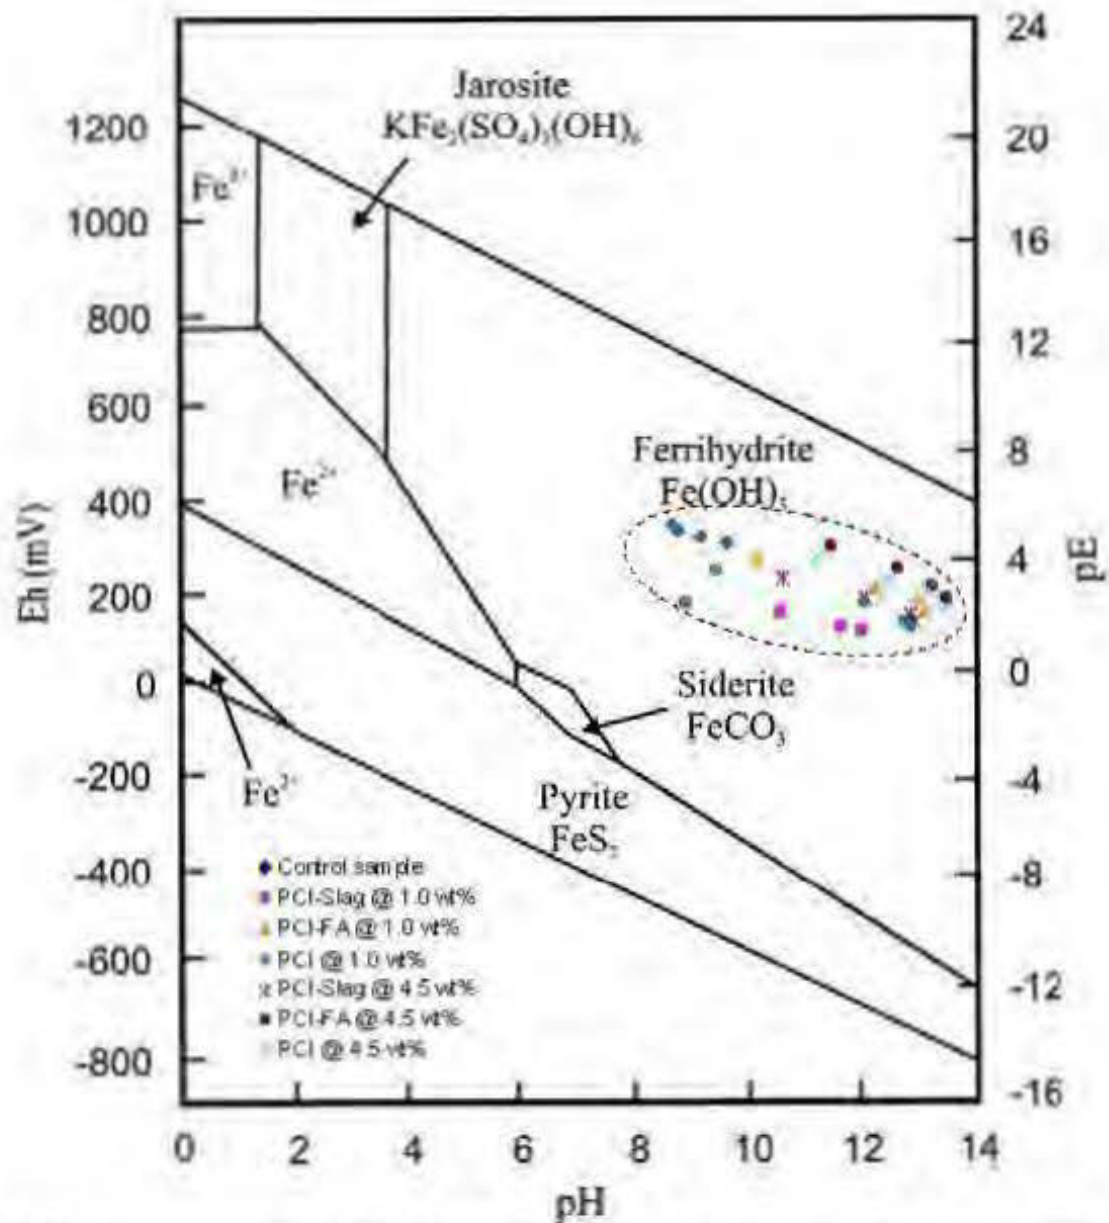 24
Jarosite
KFe₃(SO₄)₂(OH)₆
1200
20
Fe³⁺
1000
16
800
12
600
Ferrihydrite
8
Fe²⁺
Fe(OH)₃
400
4
Eh (mV)
pE
200
0
0
Siderite
FeCO₃
-200
-4
Fe²⁺
Pyrite
FeS₂
Control sample
-400
-8
PCI-Slag @ 1.0 wt%
PCI-FA @ 1.0 wt%
-600
PCI @ 1.0 wt%
-12
PCI-Slag @ 4.5 wt%
PCI-FA @ 4.5 wt%
PCI @ 4.5 wt%
-800
-16
0 2 4 6 8 10 12 14
pH